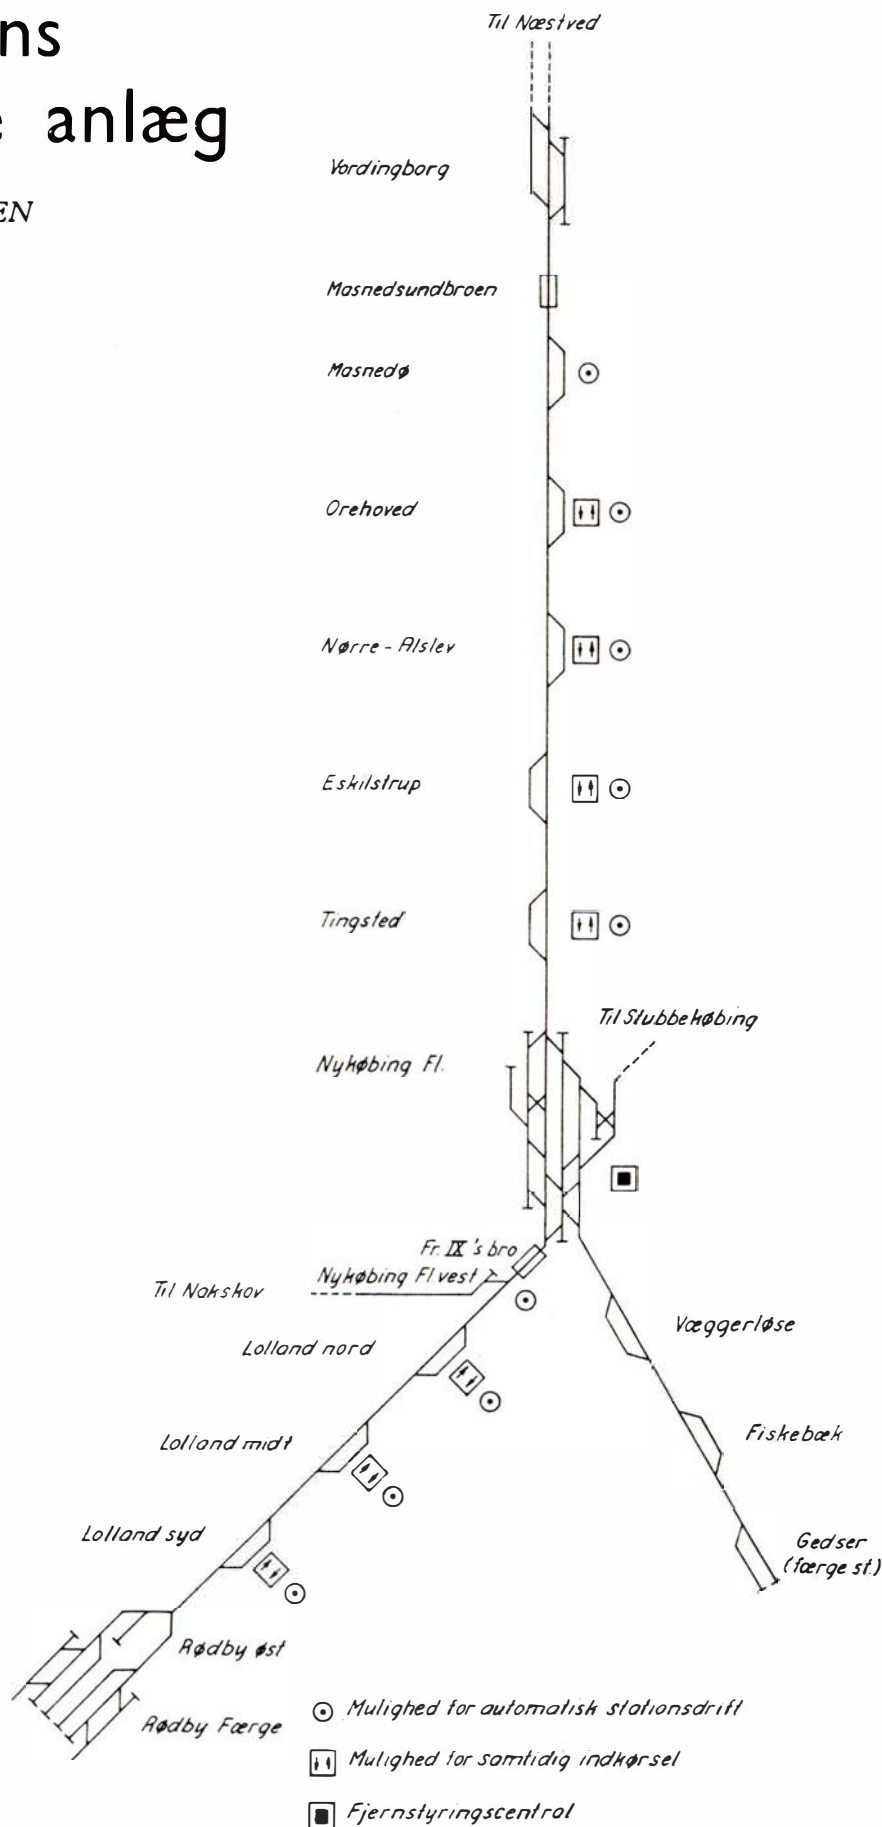 ns
anlæg
EN
Til Næstved
Vordingborg
Masnedsundbroen
Masnedø
Orehoved
Nørre-Alslev
Eskilstrup
Tingsted
Til Stubbekøbing
Nykøbing Fl.
Fr. IX's bro
Nykøbing Fl vest
Til Nakskov
Lolland nord
Væggerløse
Lolland midt
Fiskebæk
Lolland syd
Gedser
(færge st.)
Rødby øst
Rødby Færge
Mulighed for automatisk stationsdrift
Mulighed for samtidig indkørsel
Fjernstyringscentral